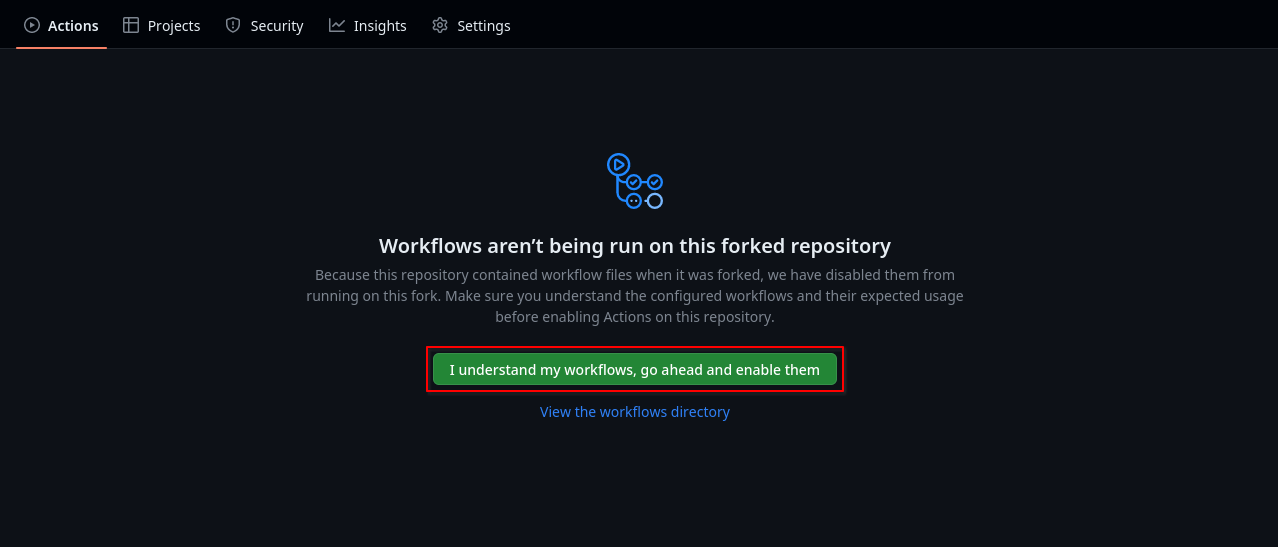 Actions Projects Security Insights Settings
Workflows aren’t being run on this forked repository
Because this repository contained workflow files when it was forked, we have disabled them from
running on this fork. Make sure you understand the configured workflows and their expected usage
before enabling Actions on this repository.
I understand my workflows, go ahead and enable them
View the workflows directory